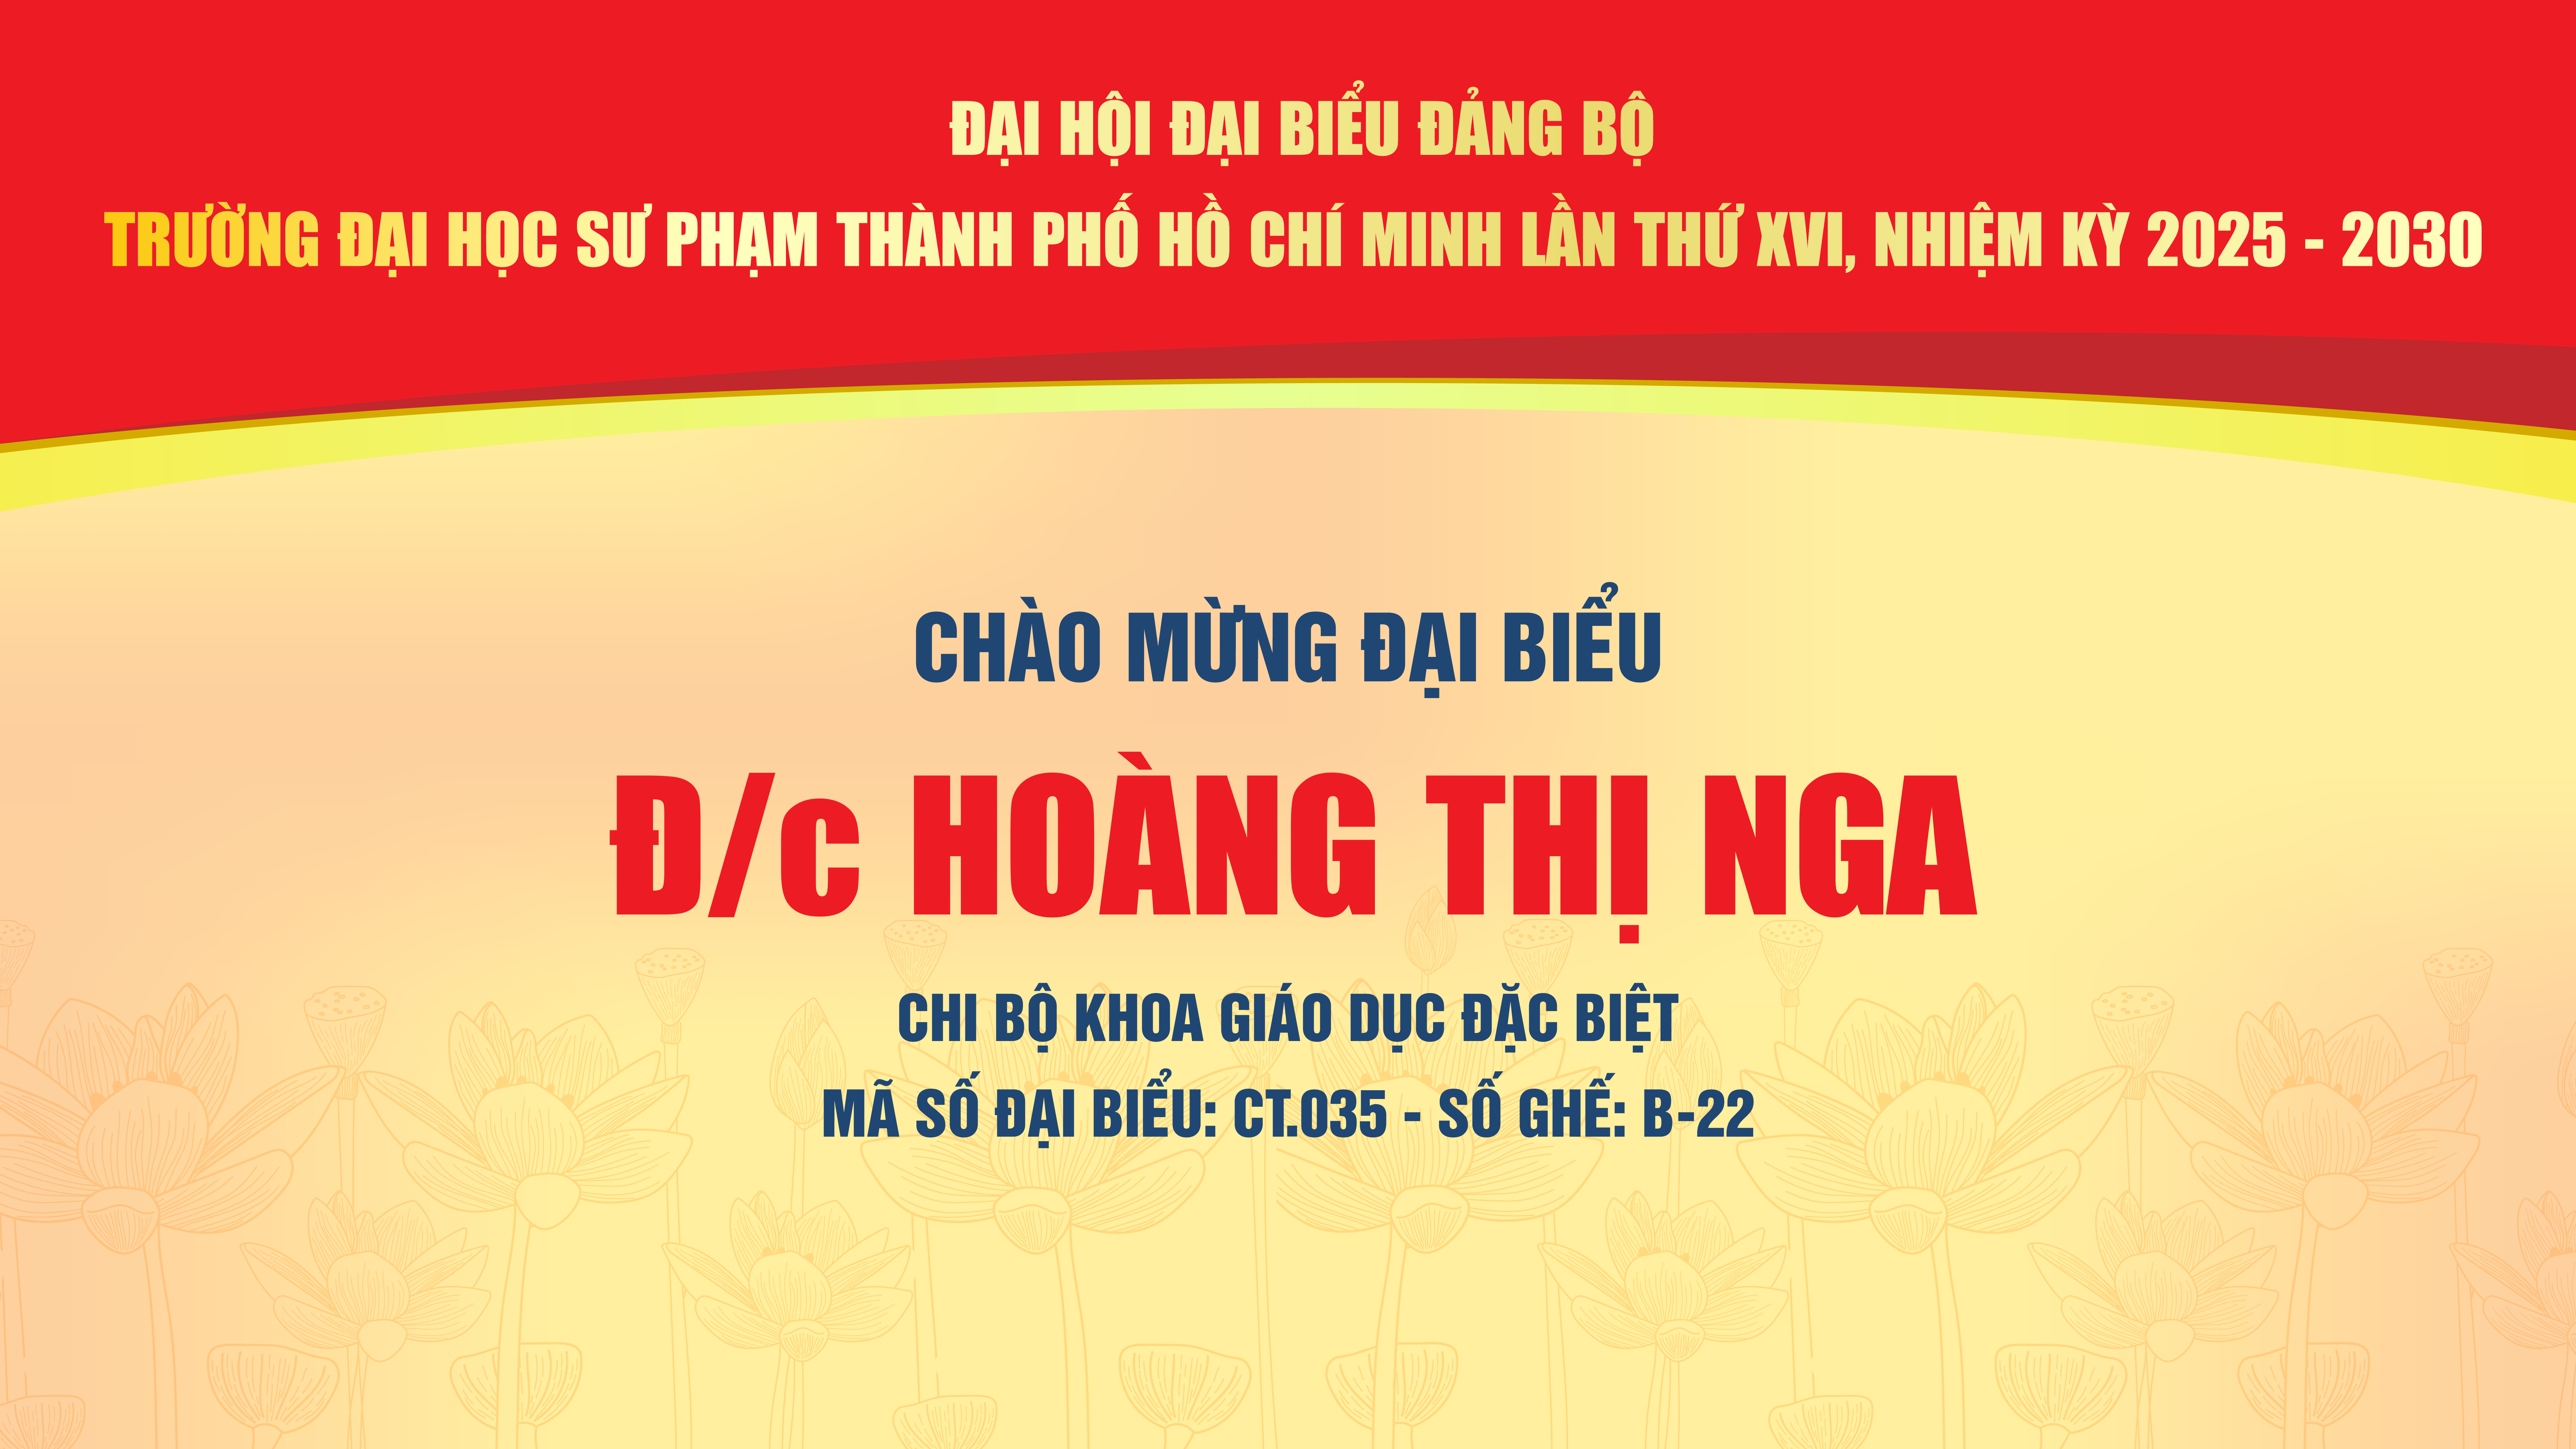 ĐẠI HỘI ĐẠI BIỂU ĐẢNG BỘ
TRƯỜNG ĐẠI HỌC SƯ PHẠM THÀNH PHỐ HỒ CHÍ MINH LẦN THỨ XVI, NHIỆM KỲ 2025 - 2030
CHÀO MỪNG ĐẠI BIỂU
Đ/c HOÀNG THỊ NGA
CHI BỘ KHOA GIÁO DỤC ĐẶC BIỆT
MÃ SỐ ĐẠI BIỂU: CT.035 - SỐ GHẾ: B-22